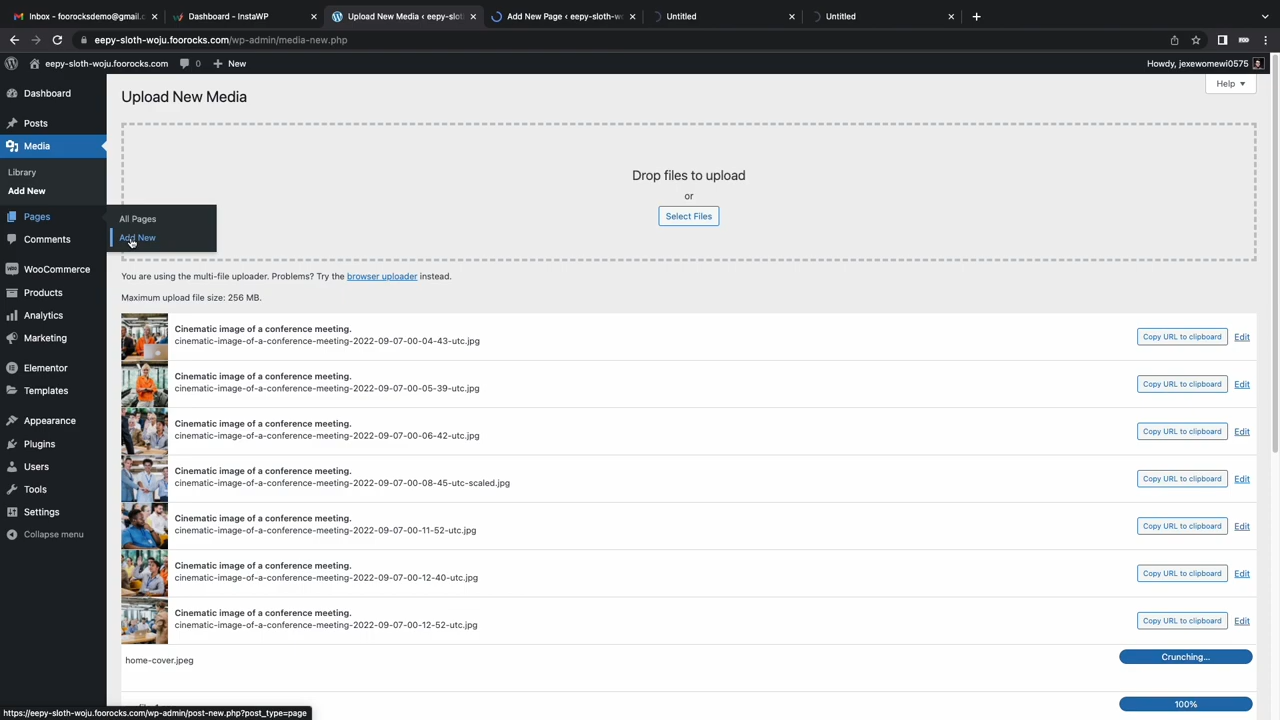 Inbox - foorocksdemo@gmail.c
Dashboard - InstaWP
Upload New Media ‹ eepy-slot
Add New Page ‹ eepy-sloth-w
Untitled
Untitled
eepy-sloth-woju.foorocks.com/wp-admin/media-new.php
eepy-sloth-woju.foorocks.com
0
New
Howdy, jexewomewi0575
Help
Upload New Media
Dashboard
Posts
Media
Library
Add New
Pages
All Pages
Add New
Comments
WooCommerce
Products
Analytics
Marketing
Elementor
Templates
Appearance
Plugins
Users
Tools
Settings
Collapse menu
Drop files to upload
or
Select Files
You are using the multi-file uploader. Problems? Try the browser uploader instead.
Maximum upload file size: 256 MB.
Cinematic image of a conference meeting.
cinematic-image-of-a-conference-meeting-2022-09-07-00-04-43-utc.jpg
Copy URL to clipboard Edit
Cinematic image of a conference meeting.
cinematic-image-of-a-conference-meeting-2022-09-07-00-05-39-utc.jpg
Copy URL to clipboard Edit
Cinematic image of a conference meeting.
cinematic-image-of-a-conference-meeting-2022-09-07-00-06-42-utc.jpg
Copy URL to clipboard Edit
Cinematic image of a conference meeting.
cinematic-image-of-a-conference-meeting-2022-09-07-00-08-45-utc-scaled.jpg
Copy URL to clipboard Edit
Cinematic image of a conference meeting.
cinematic-image-of-a-conference-meeting-2022-09-07-00-11-52-utc.jpg
Copy URL to clipboard Edit
Cinematic image of a conference meeting.
cinematic-image-of-a-conference-meeting-2022-09-07-00-12-40-utc.jpg
Copy URL to clipboard Edit
Cinematic image of a conference meeting.
cinematic-image-of-a-conference-meeting-2022-09-07-00-12-52-utc.jpg
Copy URL to clipboard Edit
home-cover.jpeg
Crunching...
100%
https://eepy-sloth-woju.foorocks.com/wp-admin/post-new.php?post_type=page